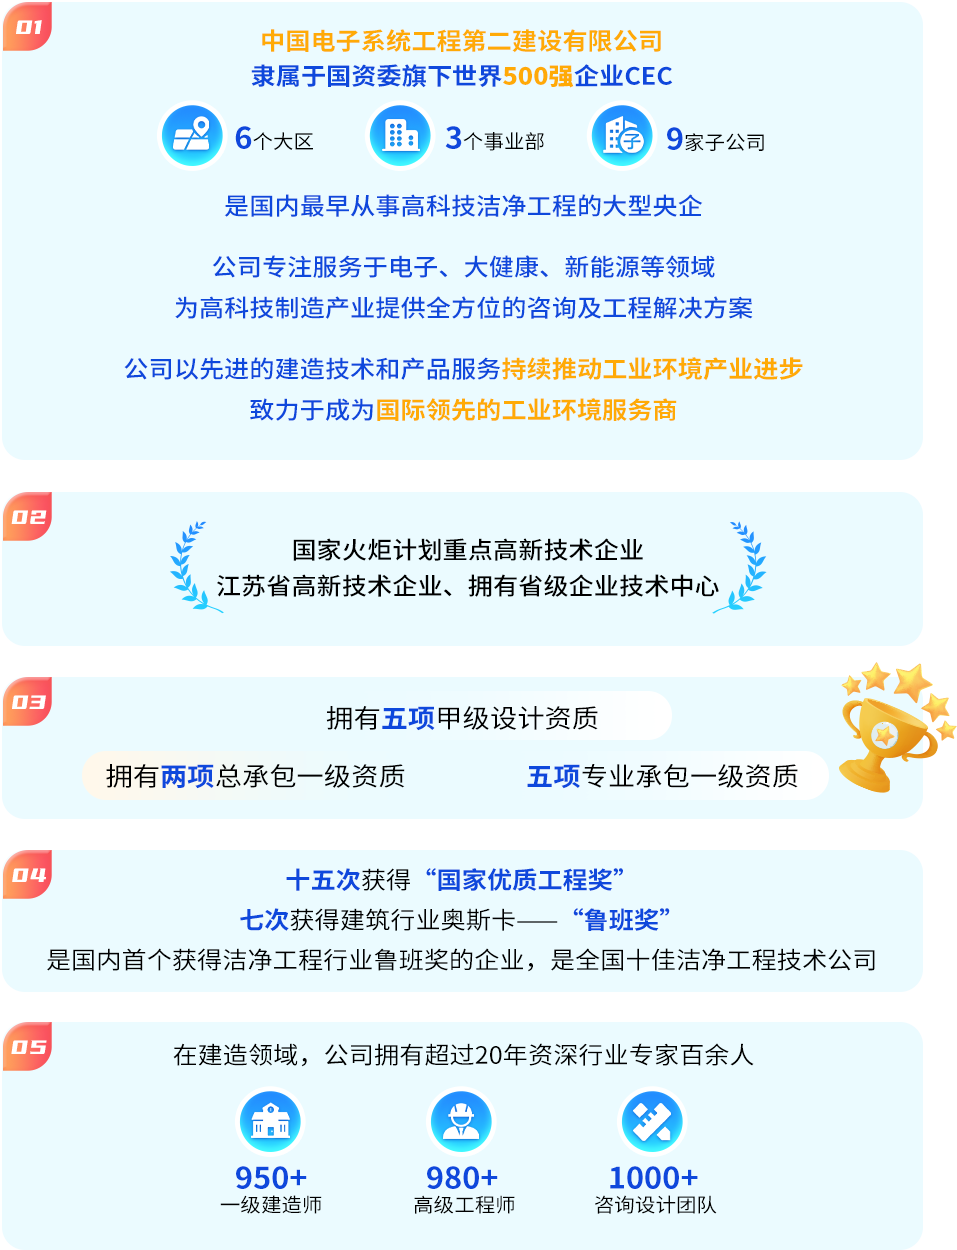 01
中国电子系统工程第二建设有限公司
隶属于国资委旗下世界500强企业CEC
6个大区
3个事业部
子
9家子公司
是国内最早从事高科技洁净工程的大型央企
公司专注服务于电子、大健康、新能源等领域
为高科技制造产业提供全方位的咨询及工程解决方案
公司以先进的建造技术和产品服务持续推动工业环境产业进步
致力于成为国际领先的工业环境服务商
02
国家火炬计划重点高新技术企业
江苏省高新技术企业、拥有省级企业技术中心
03
拥有五项甲级设计资质
拥有两项总承包一级资质
五项专业承包一级资质
04
十五次获得“国家优质工程奖”
七次获得建筑行业奥斯卡——“鲁班奖”
是国内首个获得洁净工程行业鲁班奖的企业，是全国十佳洁净工程技术公司
05
在建造领域，公司拥有超过20年资深行业专家百余人
950+
一级建造师
980+
高级工程师
1000+
咨询设计团队